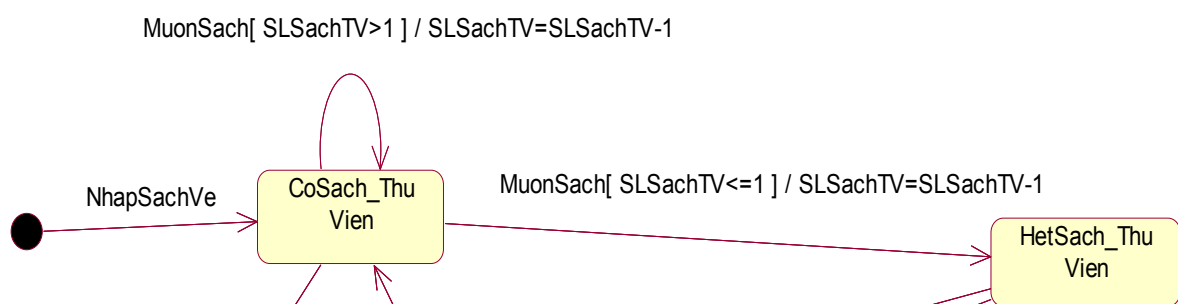 MuonSach[ SLSachTV>1 ] / SLSachTV=SLSachTV-1
NhapSachVe
CoSach_Thu
Vien
MuonSach[ SLSachTV<=1 ] / SLSachTV=SLSachTV-1
HetSach_Thu
Vien